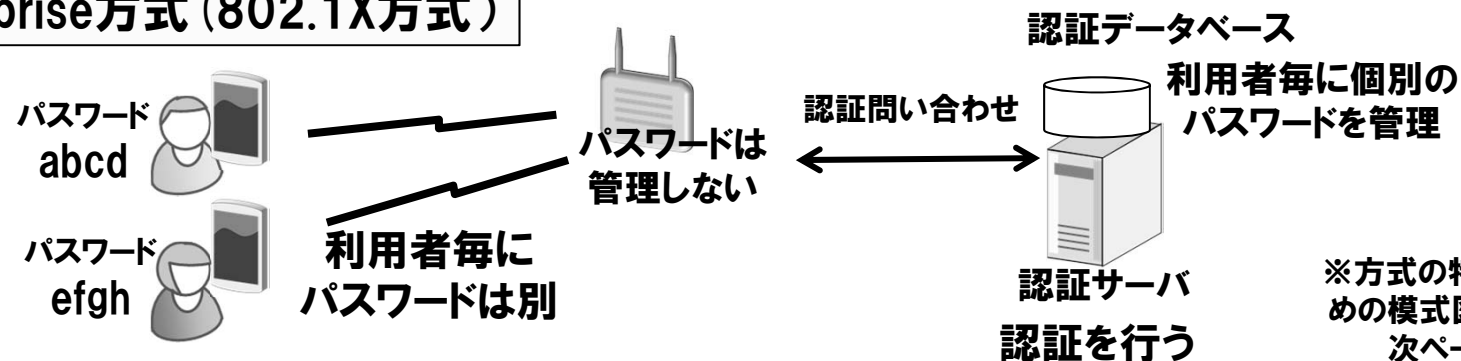 prise方式(802.1X方式)
パスワード
abcd
パスワード
efgh
利用者毎に
パスワードは別
パスワードは
管理しない
認証問い合わせ
認証データベース
利用者毎に個別の
パスワードを管理
認証サーバ
認証を行う
※方式の特
めの模式図
次ペー